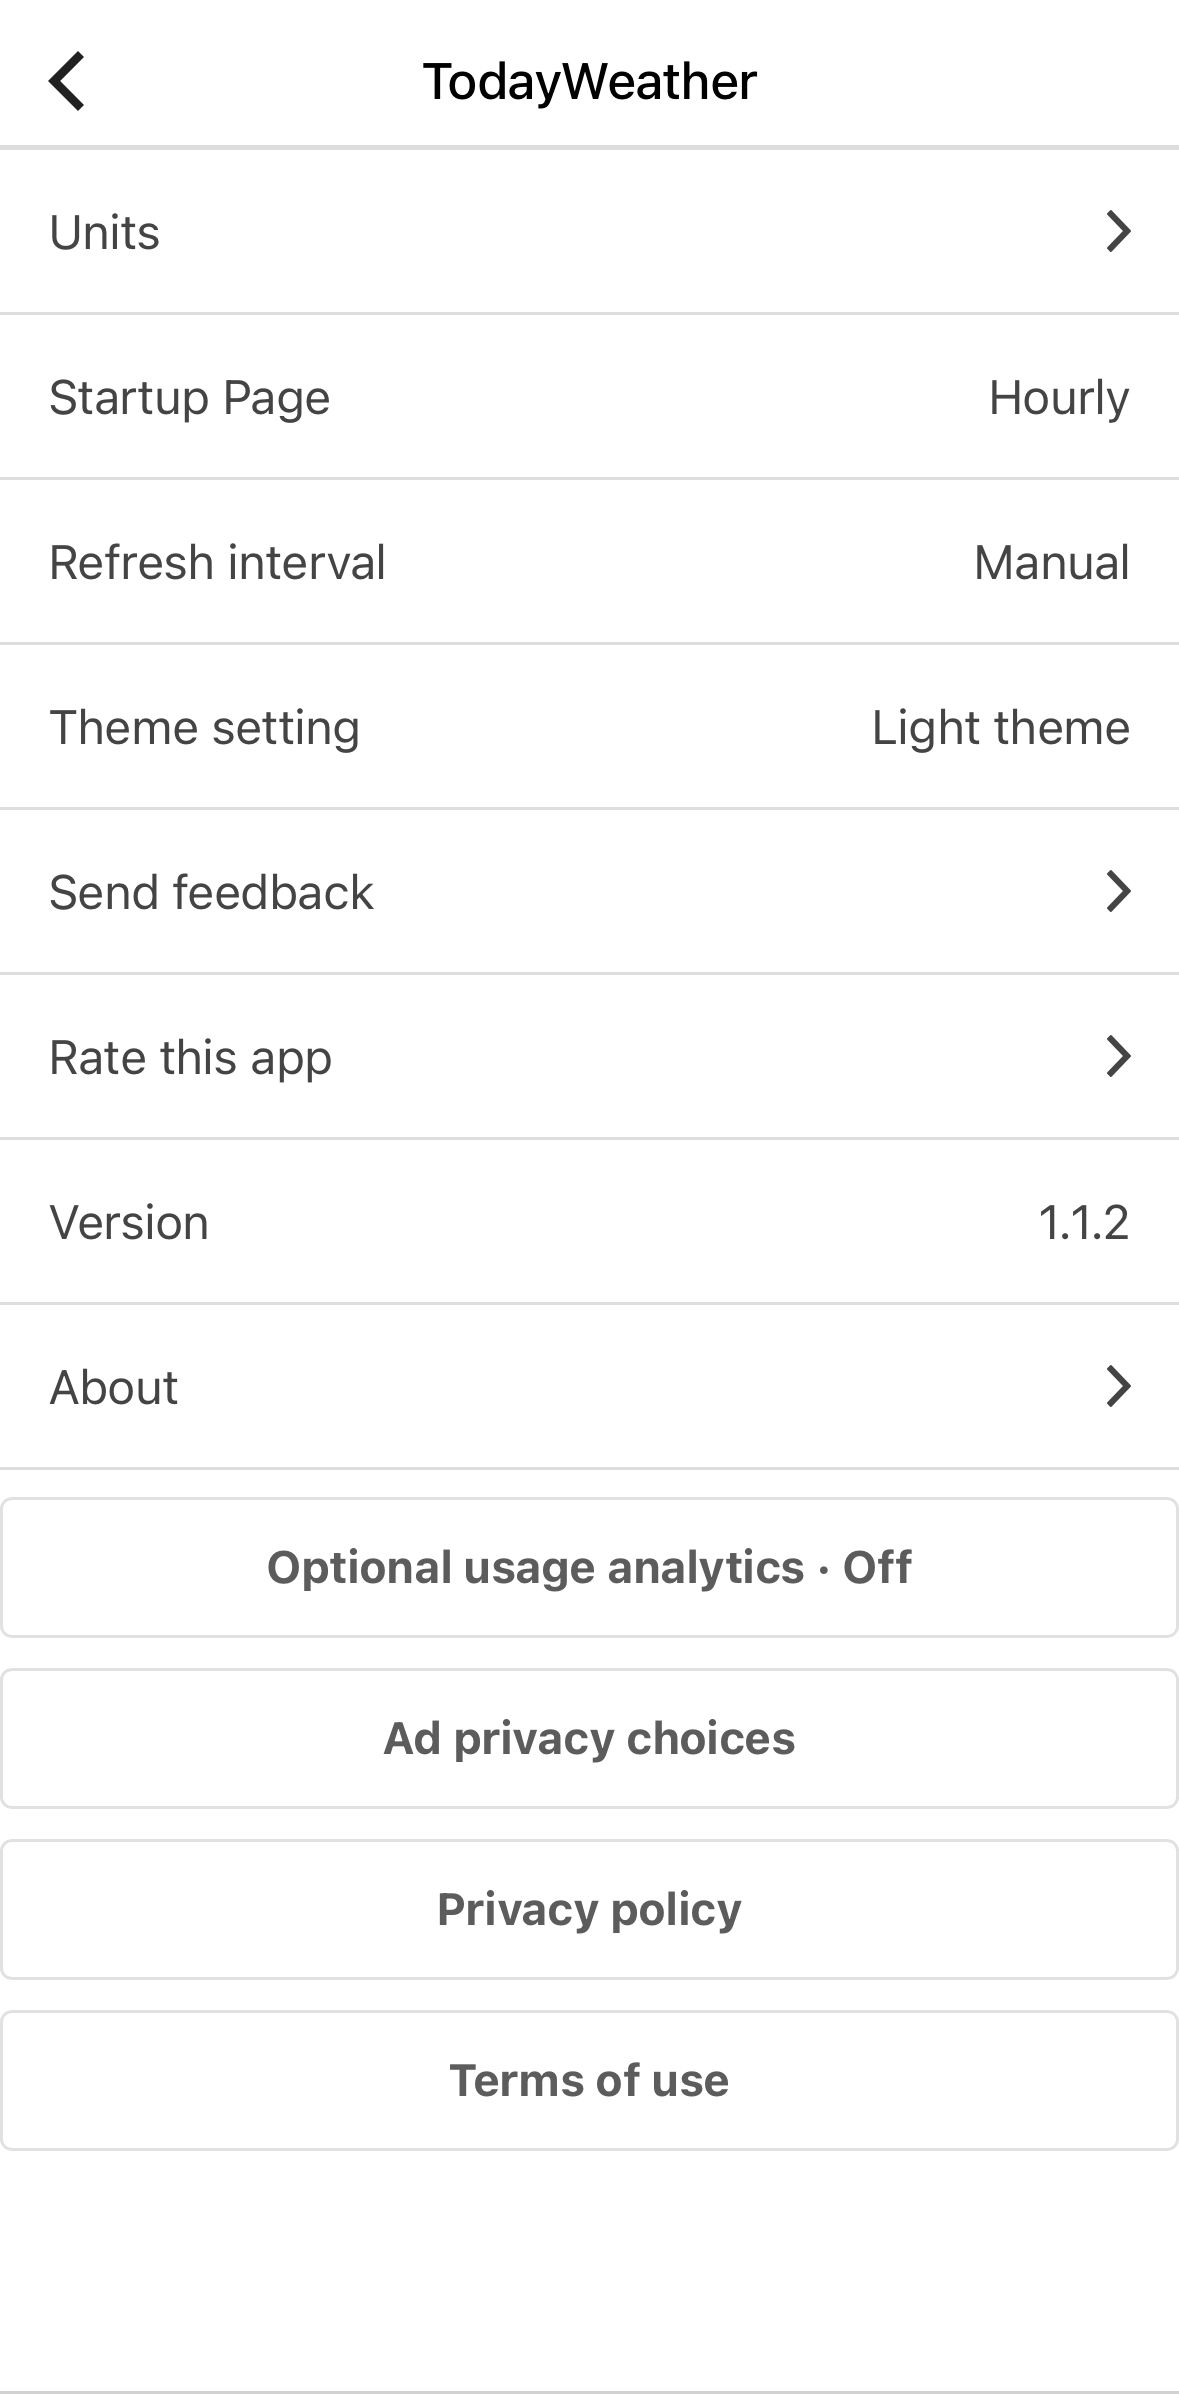 TodayWeather
Units
Startup Page Hourly
Refresh interval Manual
Theme setting Light theme
Send feedback
Rate this app
Version 1.1.2
About
Optional usage analytics · Off
Ad privacy choices
Privacy policy
Terms of use